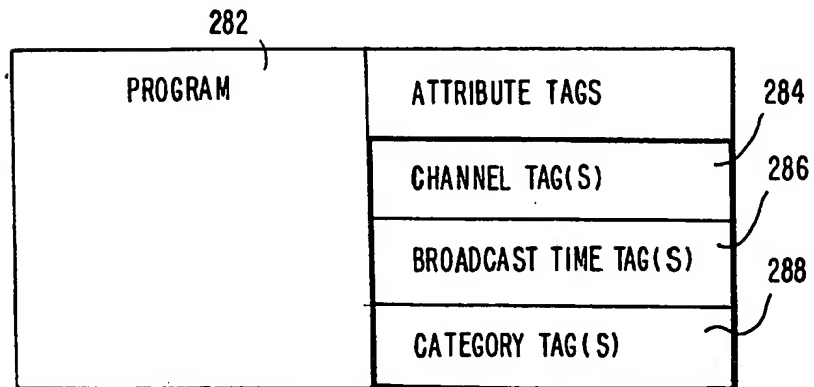 282
PROGRAM
ATTRIBUTE TAGS
284
CHANNEL TAG(S)
286
BROADCAST TIME TAG(S)
288
CATEGORY TAG(S)